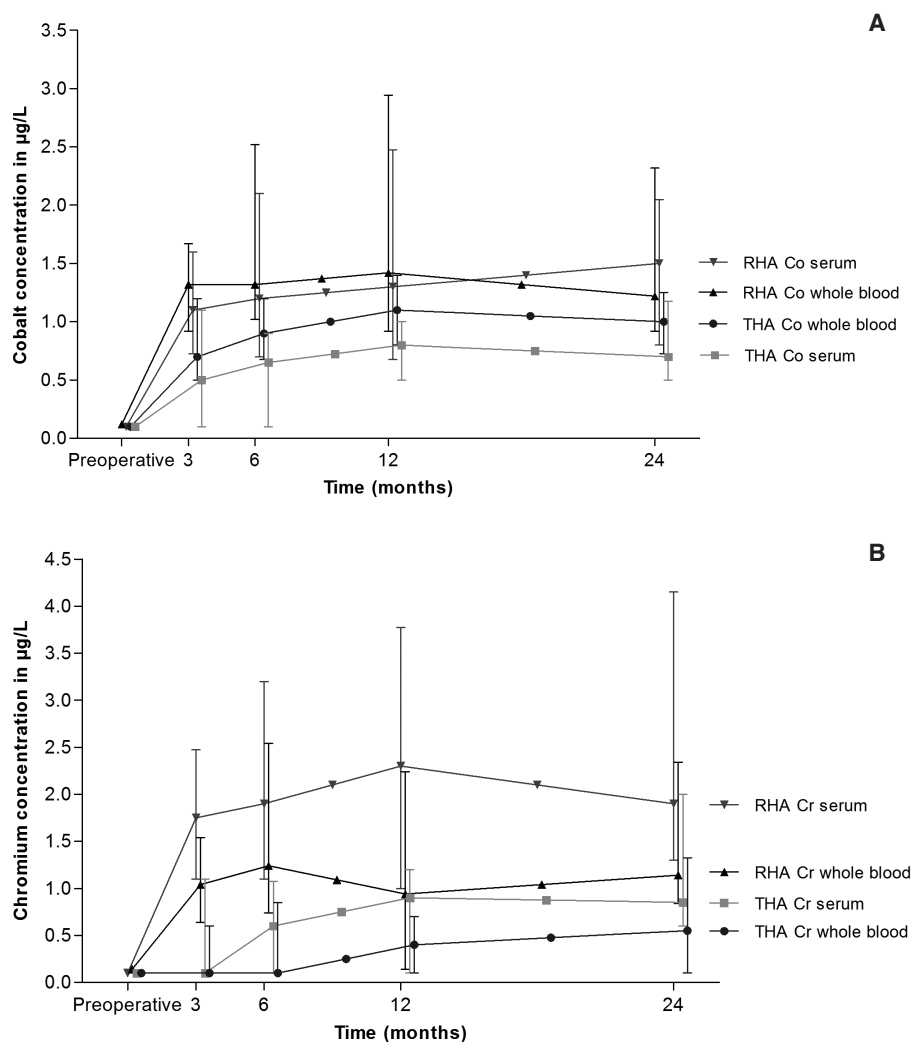 A
3.5
3.0
2.5
2.0
1.5
1.0
0.5
0.0
Cobalt concentration in µg/L
Preoperative 3 6 12 24
Time (months)
RHA Co serum
RHA Co whole blood
THA Co whole blood
THA Co serum
B
4.5
4.0
3.5
3.0
2.5
2.0
1.5
1.0
0.5
0.0
Chromium concentration in µg/L
Preoperative 3 6 12 24
Time (months)
RHA Cr serum
RHA Cr whole blood
THA Cr serum
THA Cr whole blood